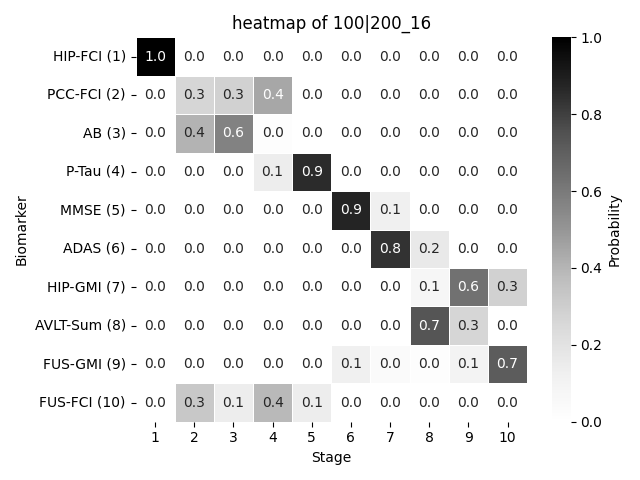 heatmap of 100|200_16
HIP-FCI (1) 1.0 0.0 0.0 0.0 0.0 0.0 0.0 0.0 0.0 0.0
PCC-FCI (2) 0.0 0.3 0.3 0.4 0.0 0.0 0.0 0.0 0.0 0.0
AB (3) 0.0 0.4 0.6 0.0 0.0 0.0 0.0 0.0 0.0 0.0
P-Tau (4) 0.0 0.0 0.0 0.1 0.9 0.0 0.0 0.0 0.0 0.0
MMSE (5) 0.0 0.0 0.0 0.0 0.0 0.9 0.1 0.0 0.0 0.0
ADAS (6) 0.0 0.0 0.0 0.0 0.0 0.0 0.8 0.2 0.0 0.0
HIP-GMI (7) 0.0 0.0 0.0 0.0 0.0 0.0 0.0 0.1 0.6 0.3
AVLT-Sum (8) 0.0 0.0 0.0 0.0 0.0 0.0 0.0 0.7 0.3 0.0
FUS-GMI (9) 0.0 0.0 0.0 0.0 0.0 0.1 0.0 0.0 0.1 0.7
FUS-FCI (10) 0.0 0.3 0.1 0.4 0.1 0.0 0.0 0.0 0.0 0.0
1 2 3 4 5 6 7 8 9 10
Stage
Biomarker
1.0
0.8
0.6
0.4
0.2
0.0
Probability